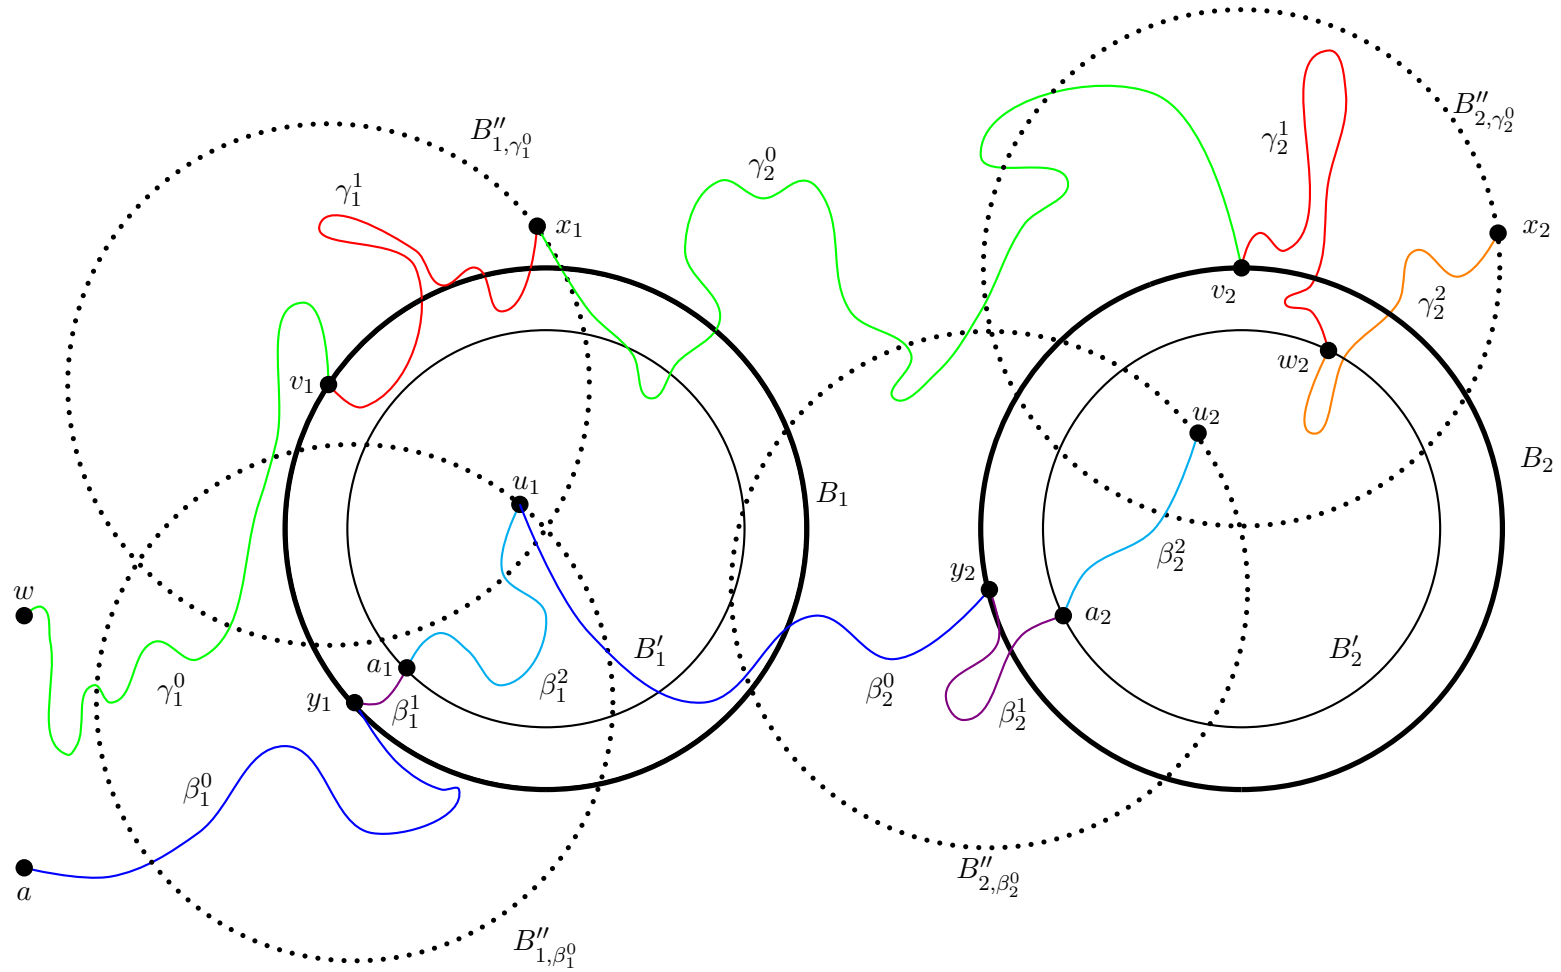 B''_{1,γ_1^0}
B''_{2,γ_2^0}
γ_2^1
γ_2^0
γ_1^1
x_1
x_2
v_2
γ_2^2
w_2
v_1
u_2
B_2
u_1
B_1
β_2^2
y_2
w
a_2
B'_1
B'_2
a_1
β_1^2
γ_1^0
y_1
β_1^1
β_2^0
β_2^1
β_1^0
B''_{2,β_2^0}
a
B''_{1,β_1^0}